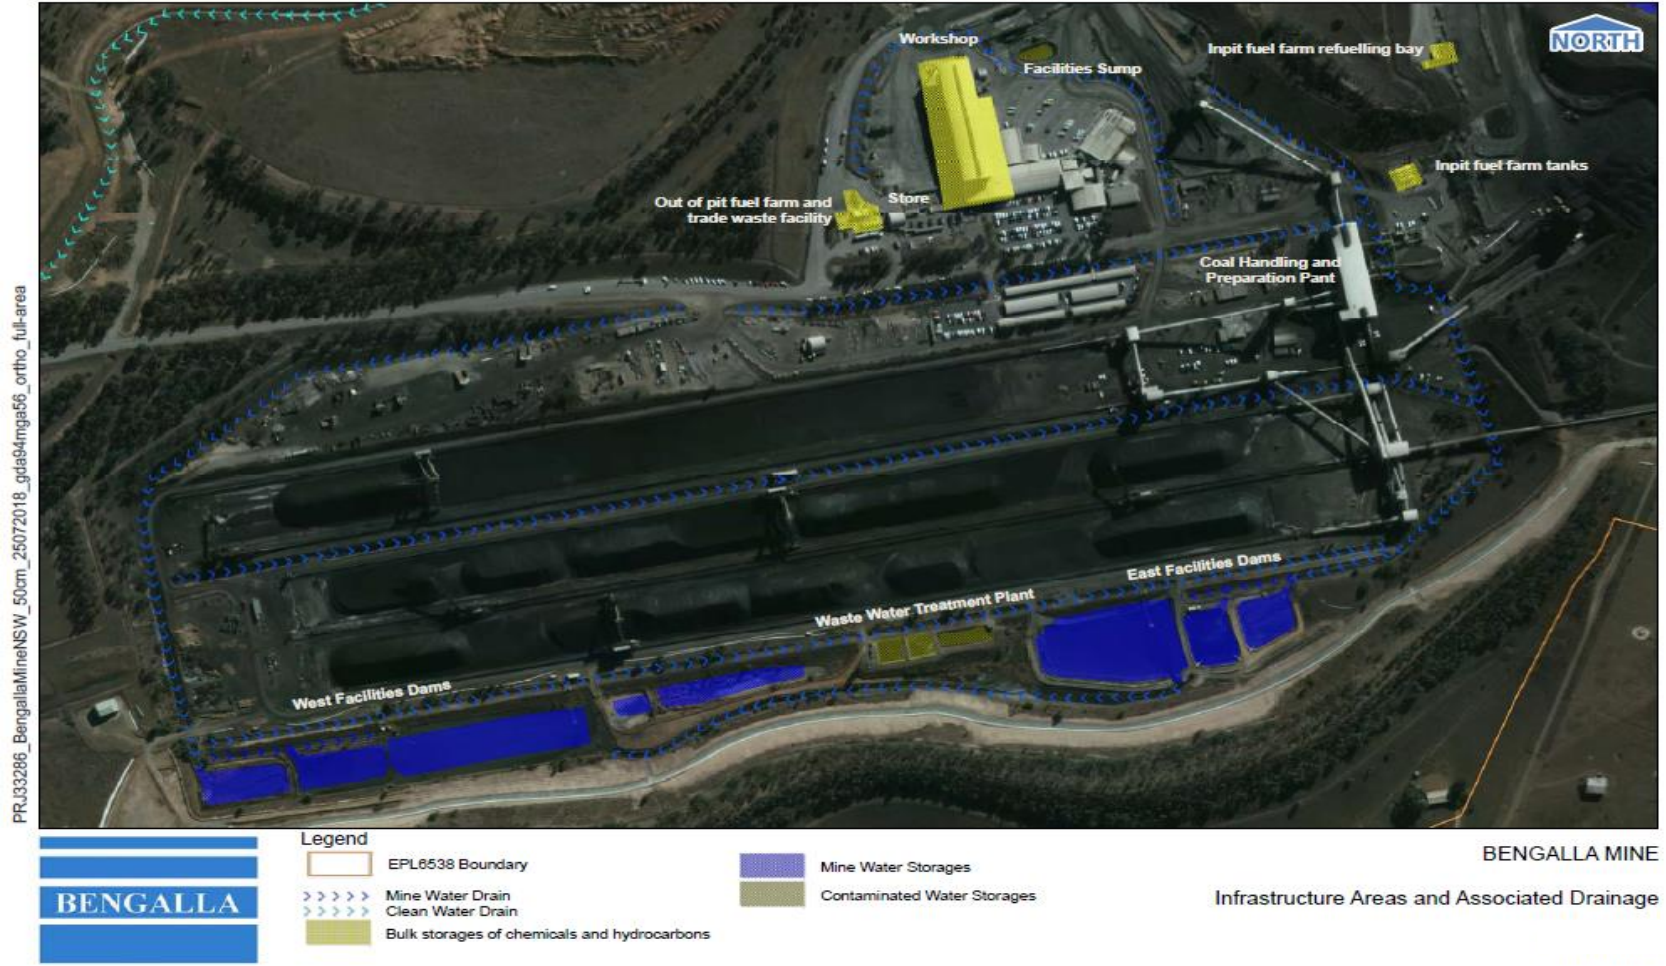 NORTH
Workshop
Inpit fuel farm refuelling bay
Facilities Sump
Inpit fuel farm tanks
Out of pit fuel farm and
trade waste facility
Store
Coal Handling and
Preparation Pant
East Facilities Dams
Waste Water Treatment Plant
West Facilities Dams
PRJ33286_BengallaMineNSW_50cm_25072018_gda94mga56_ortho_full-area
BENGALLA
Legend
EPL6538 Boundary
Mine Water Drain
Clean Water Drain
Bulk storages of chemicals and hydrocarbons
Mine Water Storages
Contaminated Water Storages
BENGALLA MINE
Infrastructure Areas and Associated Drainage